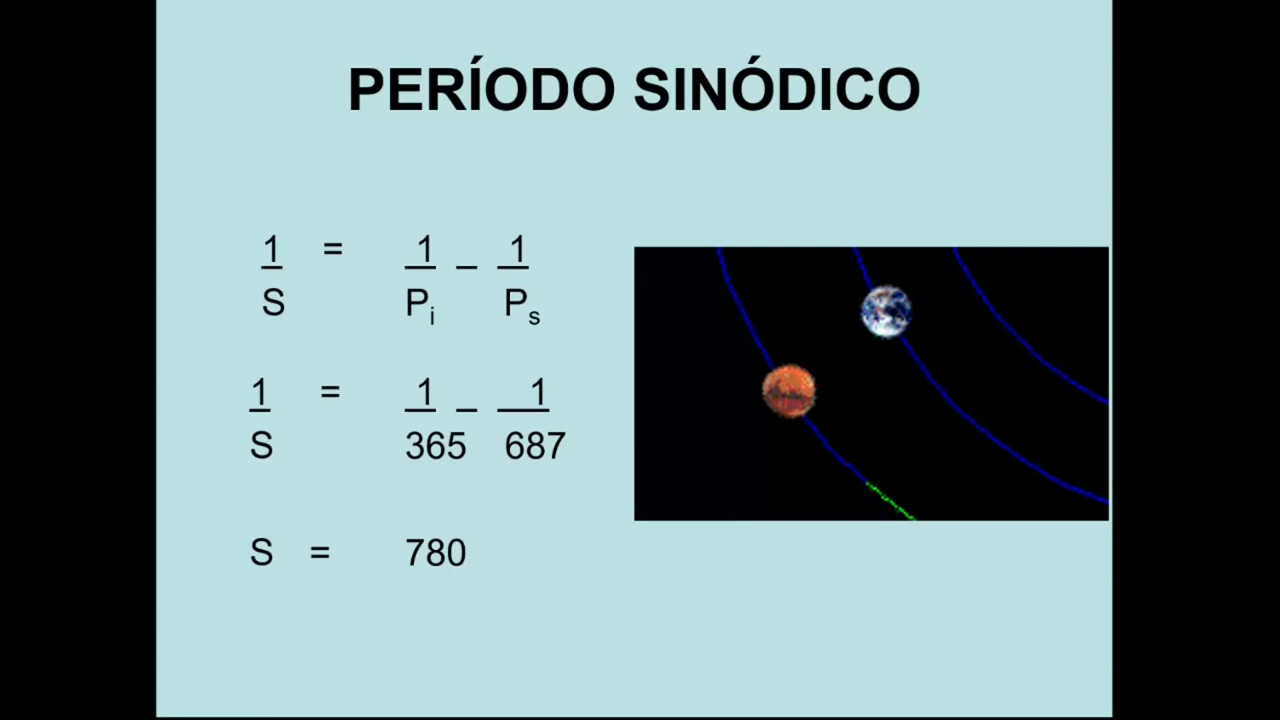 PERÍODO SINÓDICO
1 = 1 – 1
S Pi Ps
1 = 1 – 1
S 365 687
S = 780